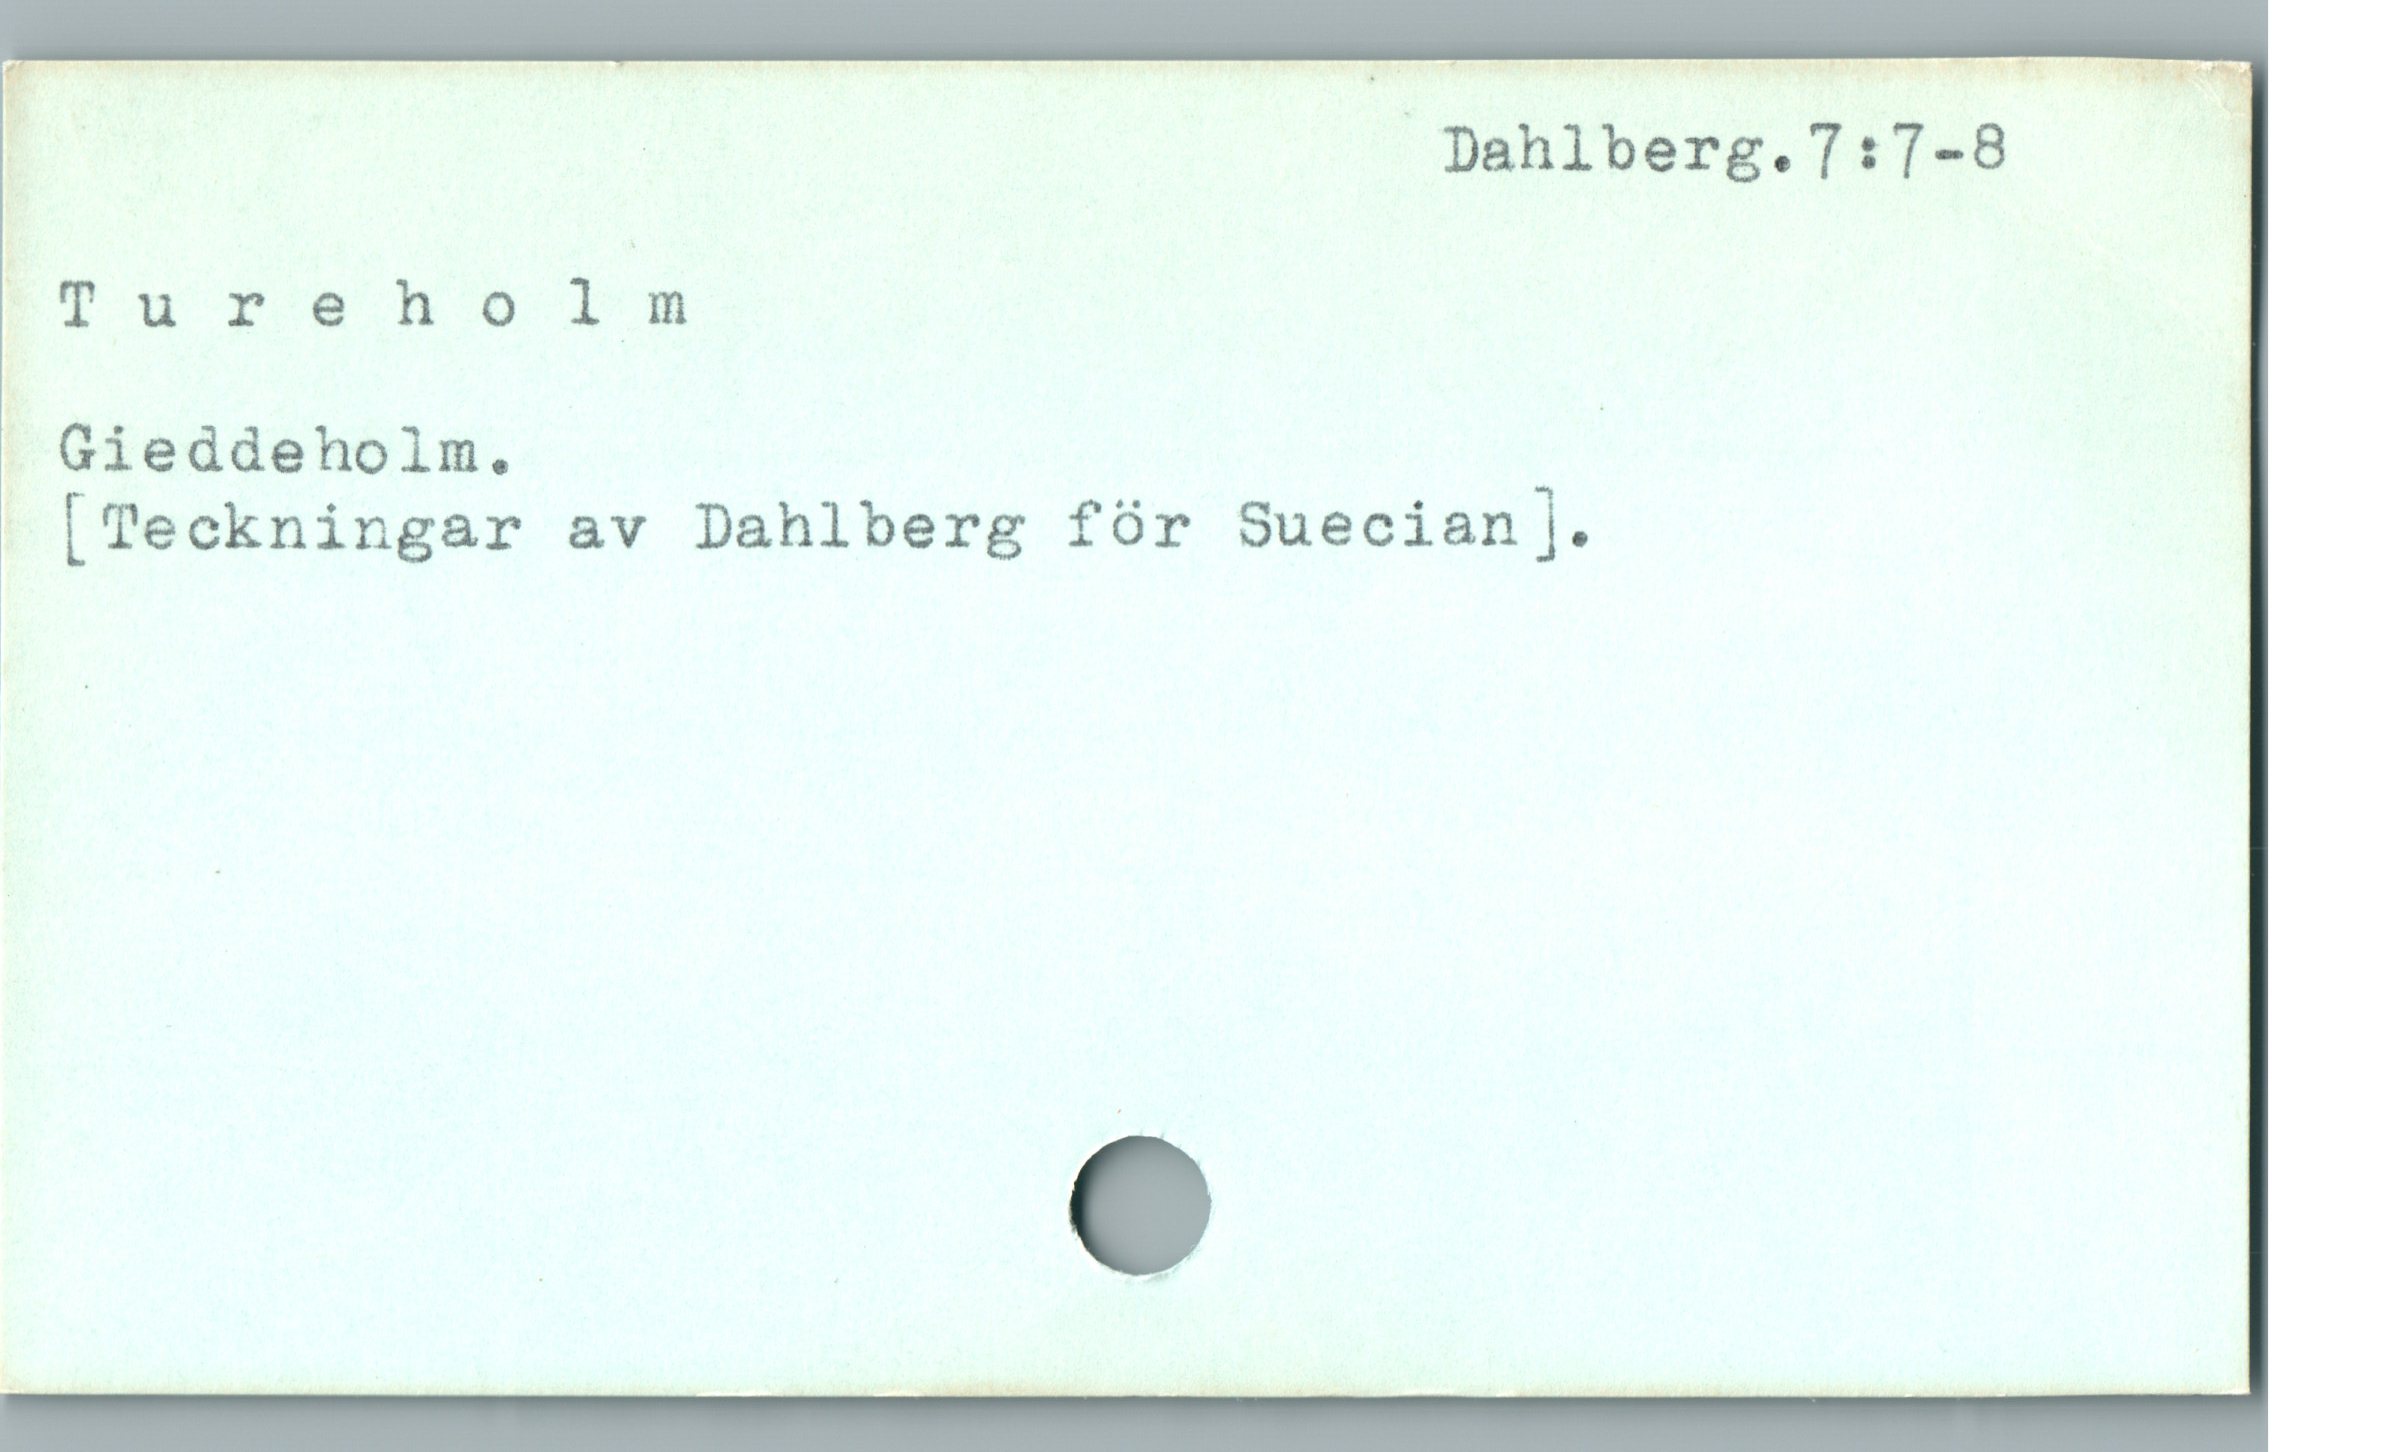 Dahlberg.7:7-8
T u r e h o l m
Gieddeholm.
[Teckningar av Dahlberg för Suecian].